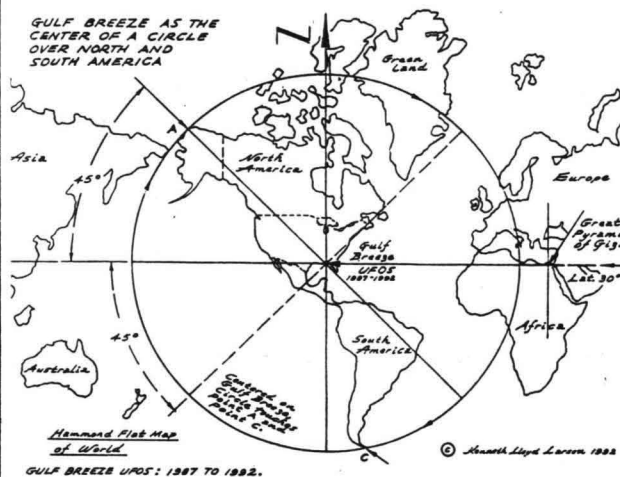 GULF BREEZE AS THE
CENTER OF A CIRCLE
OVER NORTH AND
SOUTH AMERICA
N
Green
Land
A
Asia
North
America
Europe
45°
Great
Pyramid
of Giza
Gulf
Breeze
UFOS
1987-1992
Lat. 30°
45°
Africa
South
America
Australia
Centered on
Gulf Breeze,
Circle touches
Point A and
Point C.
Hammond Flat Map
of World
C
© Kenneth Lloyd Larson 1992
GULF BREEZE UFOS: 1987 TO 1992.